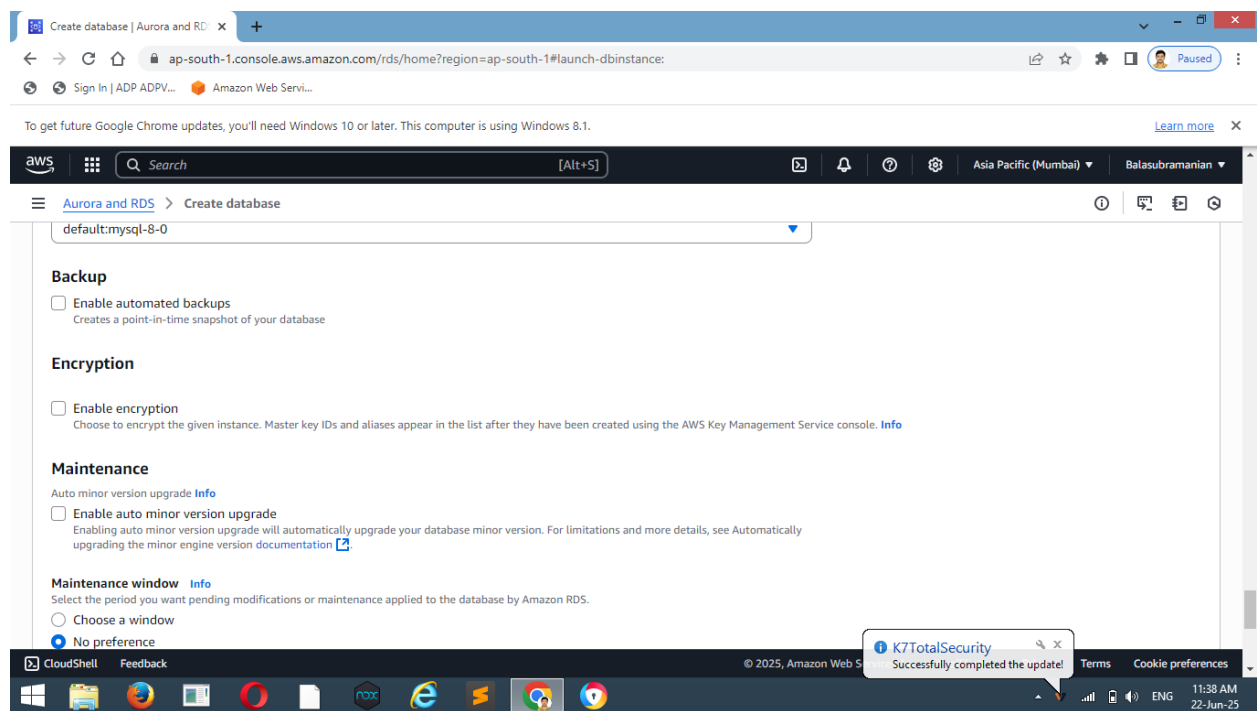 Create database | Aurora and RD
ap-south-1.console.aws.amazon.com/rds/home?region=ap-south-1#launch-dbinstance:
Paused
Sign In | ADP ADPV...
Amazon Web Servi...
To get future Google Chrome updates, you'll need Windows 10 or later. This computer is using Windows 8.1.
Learn more
aws
Search
[Alt+S]
Asia Pacific (Mumbai)
Balasubramanian
Aurora and RDS > Create database
default:mysql-8-0
Backup
Enable automated backups
Creates a point-in-time snapshot of your database
Encryption
Enable encryption
Choose to encrypt the given instance. Master key IDs and aliases appear in the list after they have been created using the AWS Key Management Service console. Info
Maintenance
Auto minor version upgrade Info
Enable auto minor version upgrade
Enabling auto minor version upgrade will automatically upgrade your database minor version. For limitations and more details, see Automatically
upgrading the minor engine version documentation.
Maintenance window Info
Select the period you want pending modifications or maintenance applied to the database by Amazon RDS.
Choose a window
No preference
K7TotalSecurity
Successfully completed the update!
CloudShell Feedback
© 2025, Amazon Web S
Terms
Cookie preferences
nox
ENG
11:38 AM
22-Jun-25